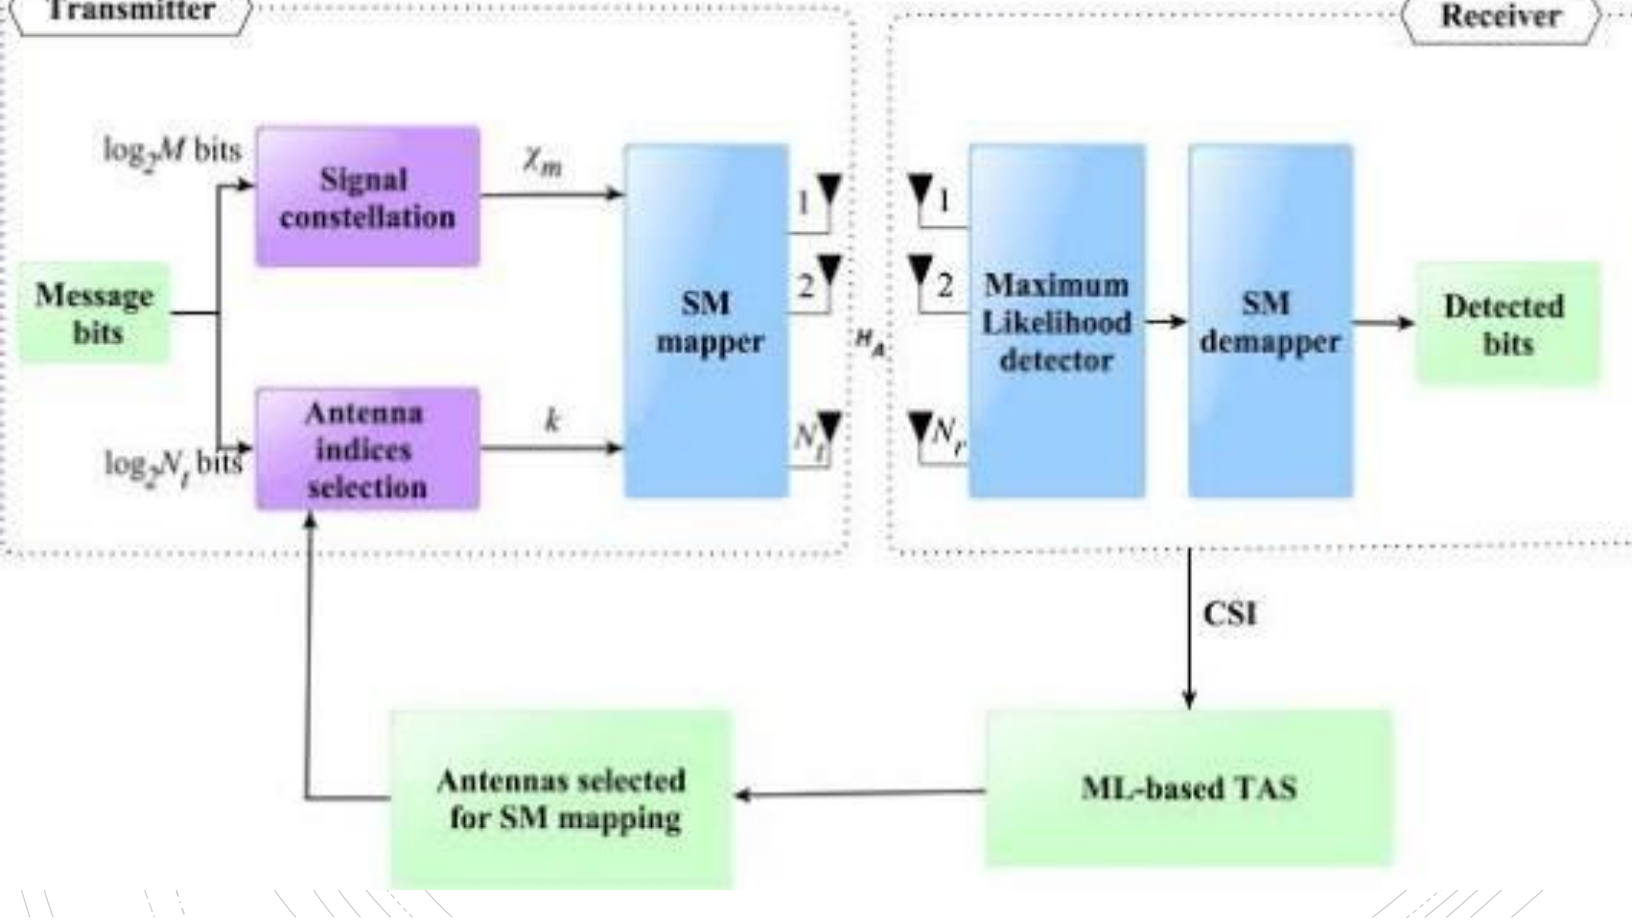 Transmitter
Receiver
log₂M bits
Signal
constellation
χₘ
Message
bits
log₂Nₜ bits
Antenna
indices
selection
k
SM
mapper
1
2
Nₜ
H_A
1
2
Nᵣ
Maximum
Likelihood
detector
SM
demapper
Detected
bits
CSI
ML-based TAS
Antennas selected
for SM mapping